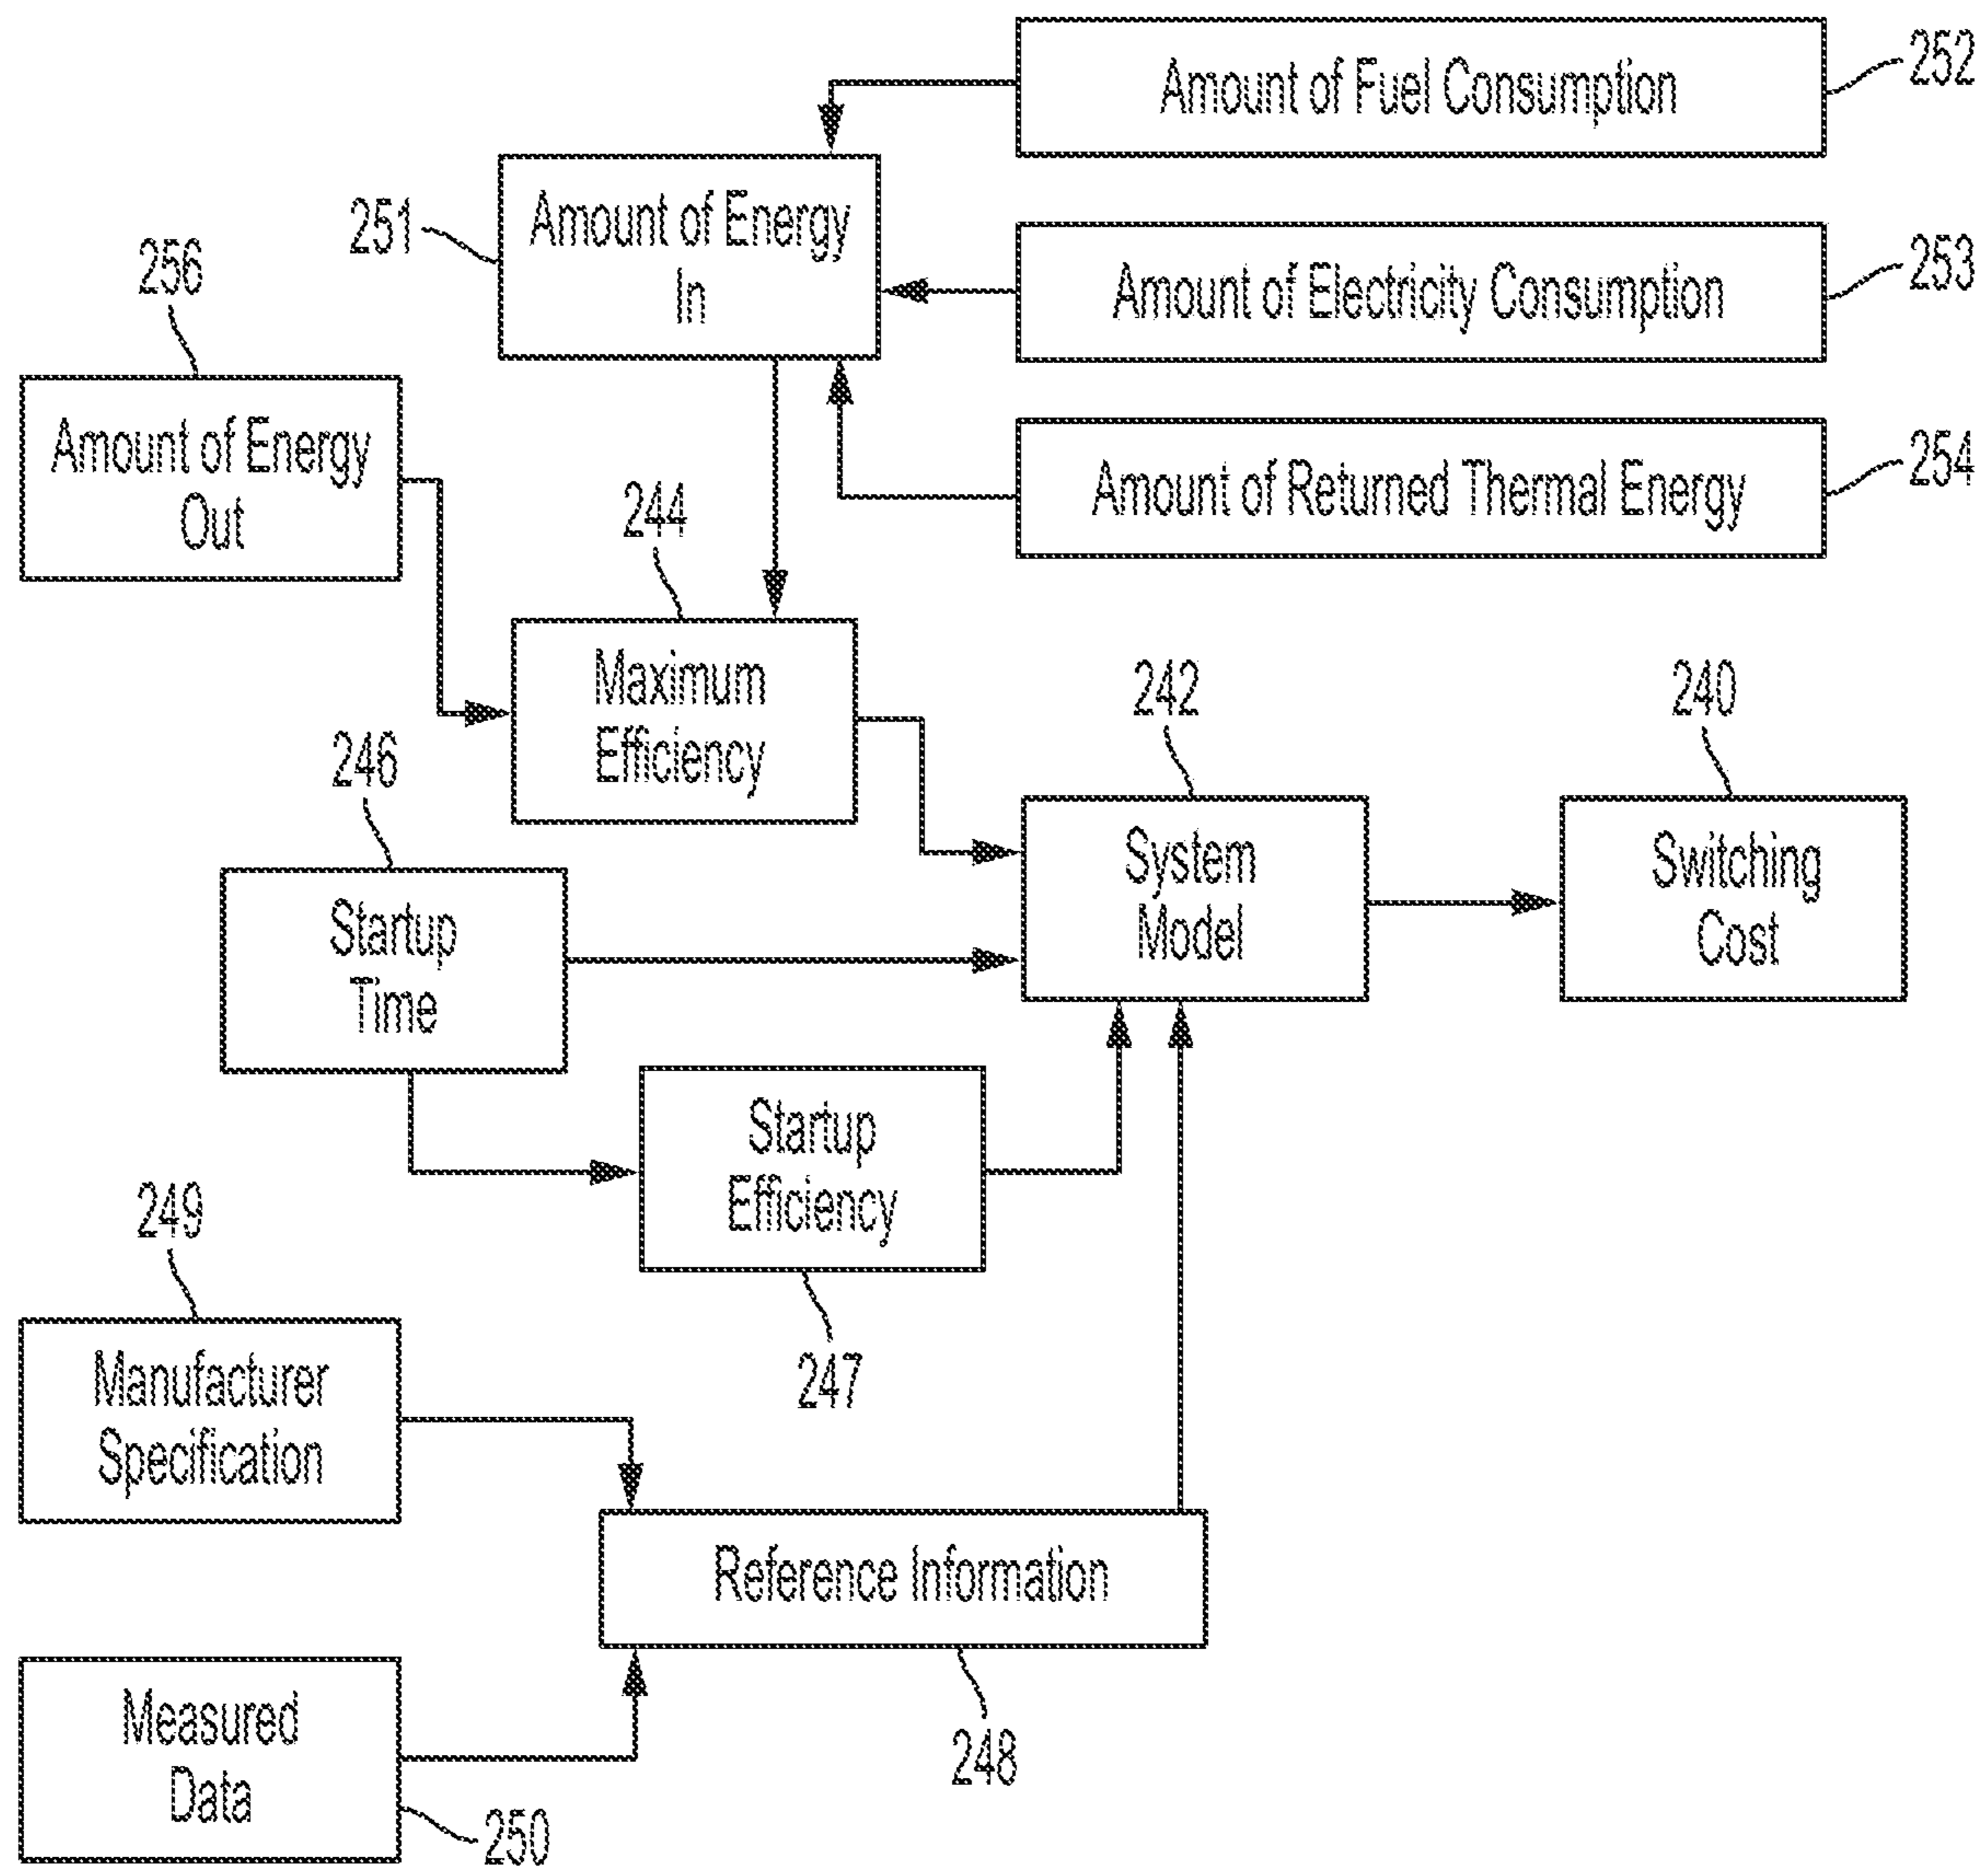 Amount of Fuel Consumption
252
251
Amount of Energy
In
256
Amount of Electricity Consumption
253
Amount of Energy
Out
244
Amount of Returned Thermal Energy
254
Maximum
Efficiency
242
240
246
System
Model
Switching
Cost
Startup
Time
Startup
Efficiency
249
247
Manufacturer
Specification
Reference Information
Measured
Data
248
250